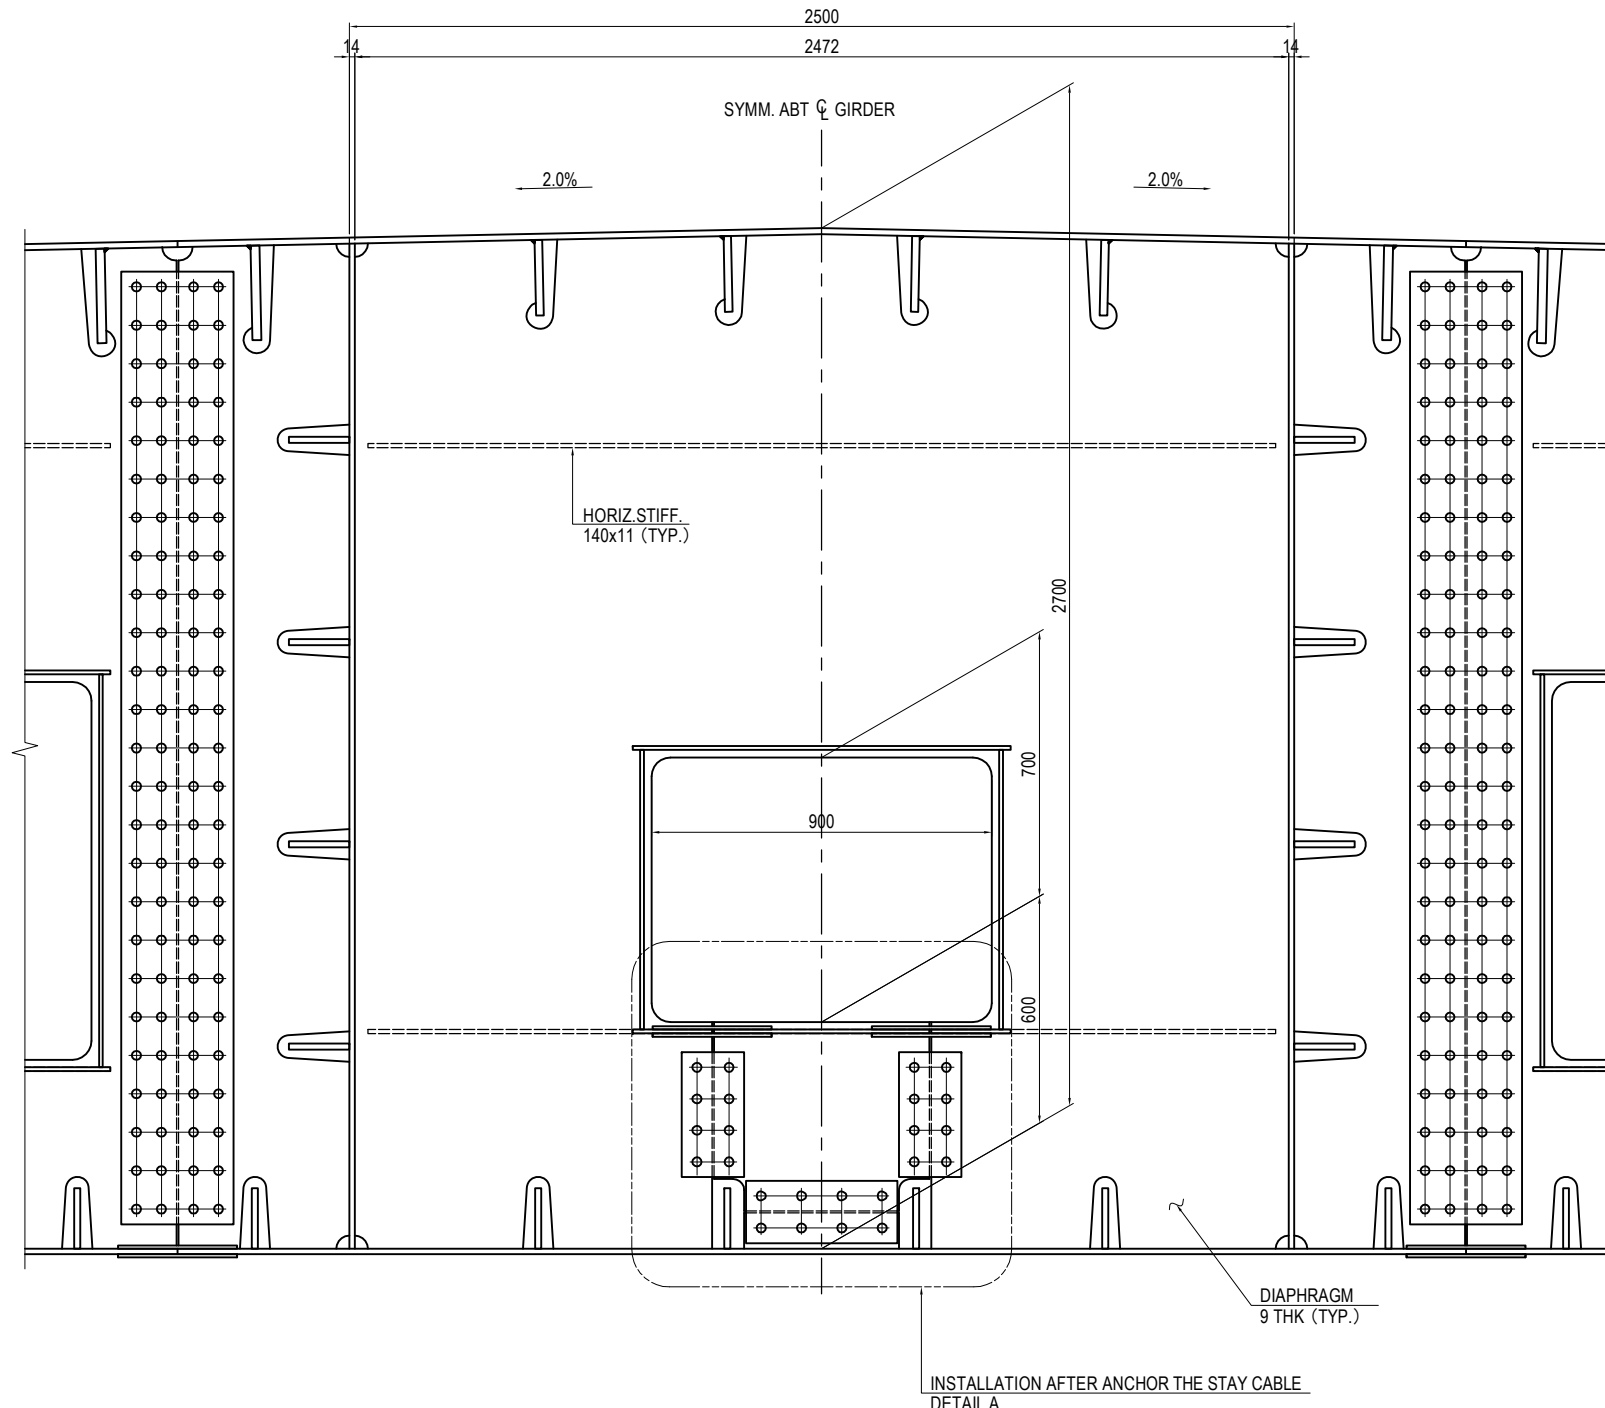 2500
14
2472
14
SYMM. ABT ℄ GIRDER
2.0%
2.0%
HORIZ.STIFF.
140x11 (TYP.)
2700
700
900
600
DIAPHRAGM
9 THK (TYP.)
INSTALLATION AFTER ANCHOR THE STAY CABLE
DETAIL A